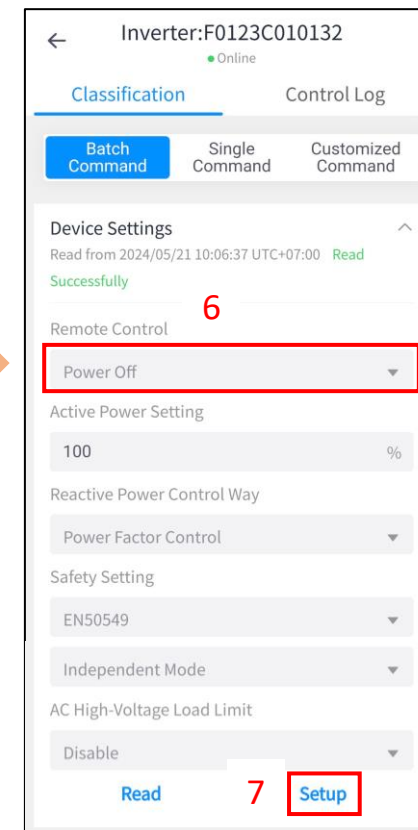 Inverter:F0123C010132
Online
Classification Control Log
Batch Command Single Command Customized Command
Device Settings
Read from 2024/05/21 10:06:37 UTC+07:00 Read
Successfully
6
Remote Control
Power Off
Active Power Setting
100 %
Reactive Power Control Way
Power Factor Control
Safety Setting
EN50549
Independent Mode
AC High-Voltage Load Limit
Disable
Read 7 Setup